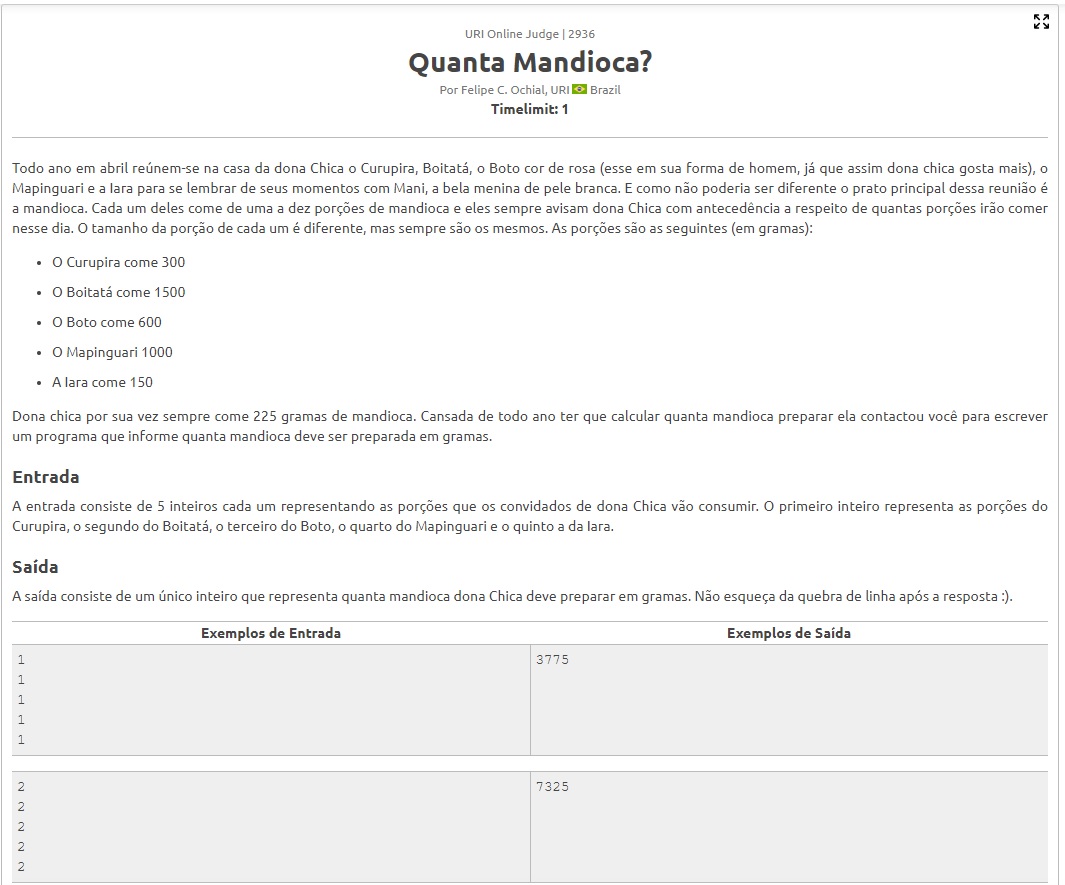 URI Online Judge | 2936
Quanta Mandioca?
Por Felipe C. Ochial, URI Brazil
Timelimit: 1
Todo ano em abril reúnem-se na casa da dona Chica o Curupira, Boitatá, o Boto cor de rosa (esse em sua forma de homem, já que assim dona chica gosta mais), o
Mapinguari e a Iara para se lembrar de seus momentos com Mani, a bela menina de pele branca. E como não poderia ser diferente o prato principal dessa reunião é
a mandioca. Cada um deles come de uma a dez porções de mandioca e eles sempre avisam dona Chica com antecedência a respeito de quantas porções irão comer
nesse dia. O tamanho da porção de cada um é diferente, mas sempre são os mesmos. As porções são as seguintes (em gramas):
• O Curupira come 300
• O Boitatá come 1500
• O Boto come 600
• O Mapinguari 1000
• A Iara come 150
Dona chica por sua vez sempre come 225 gramas de mandioca. Cansada de todo ano ter que calcular quanta mandioca preparar ela contactou você para escrever
um programa que informe quanta mandioca deve ser preparada em gramas.
Entrada
A entrada consiste de 5 inteiros cada um representando as porções que os convidados de dona Chica vão consumir. O primeiro inteiro representa as porções do
Curupira, o segundo do Boitatá, o terceiro do Boto, o quarto do Mapinguari e o quinto a da Iara.
Saída
A saída consiste de um único inteiro que representa quanta mandioca dona Chica deve preparar em gramas. Não esqueça da quebra de linha após a resposta :).
Exemplos de Entrada Exemplos de Saída
1 3775
1
1
1
1
2 7325
2
2
2
2